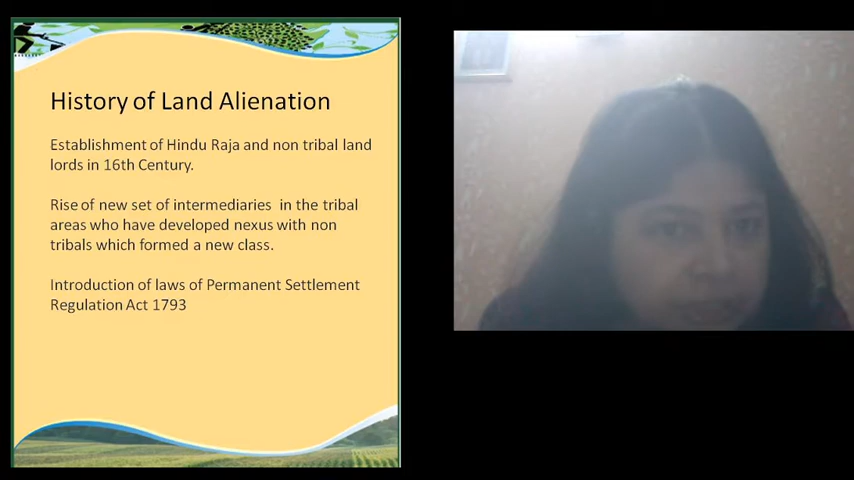 History of Land Alienation
Establishment of Hindu Raja and non tribal land
lords in 16th Century.
Rise of new set of intermediaries in the tribal
areas who have developed nexus with non
tribals which formed a new class.
Introduction of laws of Permanent Settlement
Regulation Act 1793